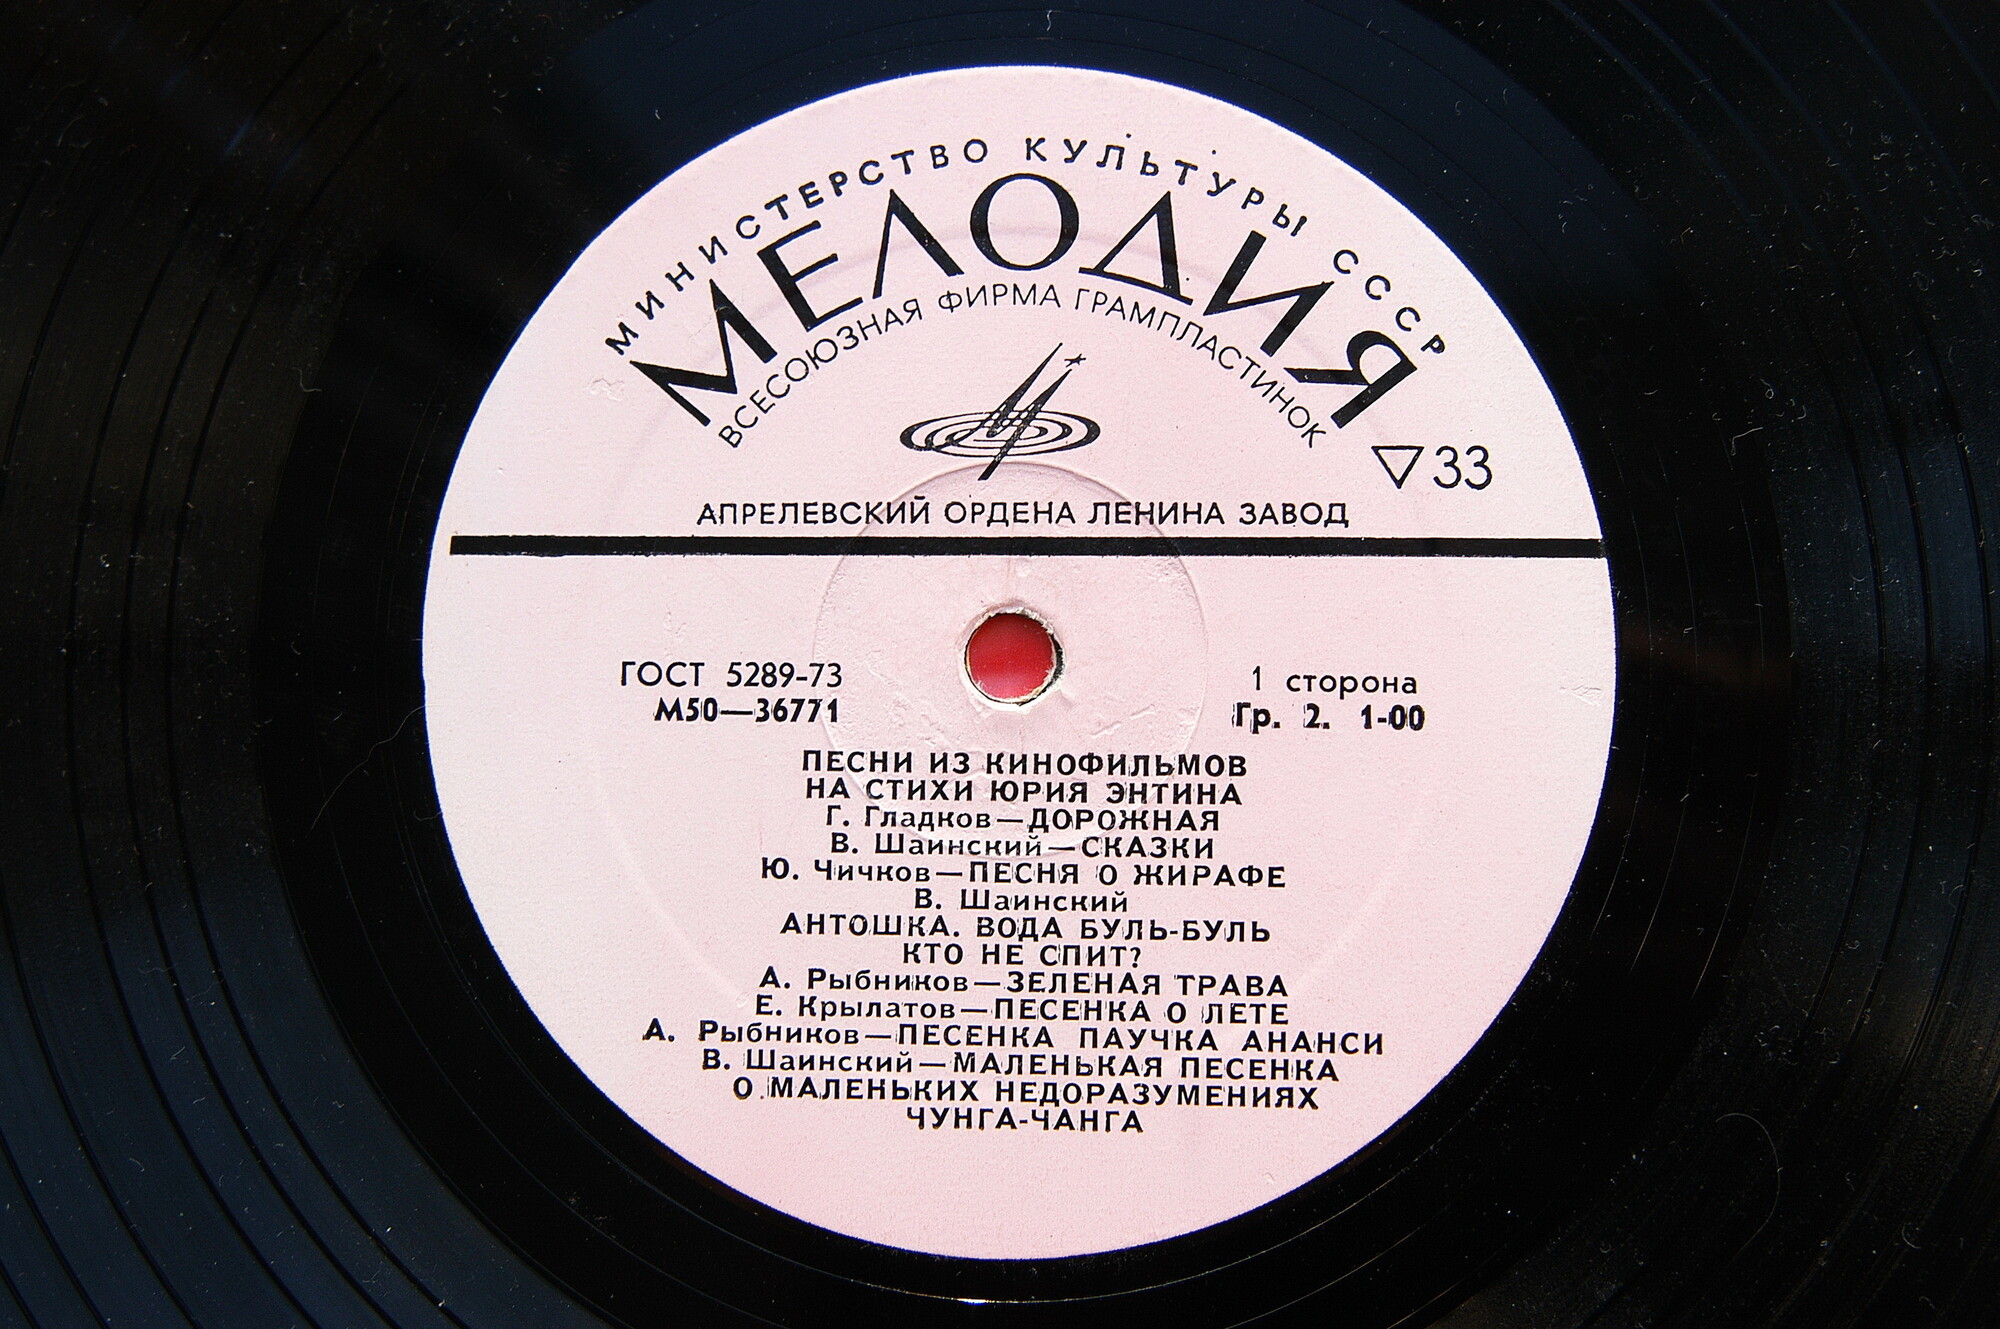 МИНИСТЕРСТВО КУЛЬТУРЫ СССР
МЕЛОДИЯ
ВСЕСОЮЗНАЯ ФИРМА ГРАМПЛАСТИНОК
33
АПРЕЛЕВСКИЙ ОРДЕНА ЛЕНИНА ЗАВОД
ГОСТ 5289-73
М50—36771
1 сторона
Гр. 2. 1-00
ПЕСНИ ИЗ КИНОФИЛЬМОВ
НА СТИХИ ЮРИЯ ЭНТИНА
Г. Гладков—ДОРОЖНАЯ
В. Шаинский—СКАЗКИ
Ю. Чичков—ПЕСНЯ О ЖИРАФЕ
В. Шаинский
АНТОШКА. ВОДА БУЛЬ-БУЛЬ
КТО НЕ СПИТ?
А. Рыбников—ЗЕЛЕНАЯ ТРАВА
Е. Крылатов—ПЕСЕНКА О ЛЕТЕ
А. Рыбников—ПЕСЕНКА ПАУЧКА АНАНСИ
В. Шаинский—МАЛЕНЬКАЯ ПЕСЕНКА
О МАЛЕНЬКИХ НЕДОРАЗУМЕНИЯХ
ЧУНГА-ЧАНГА